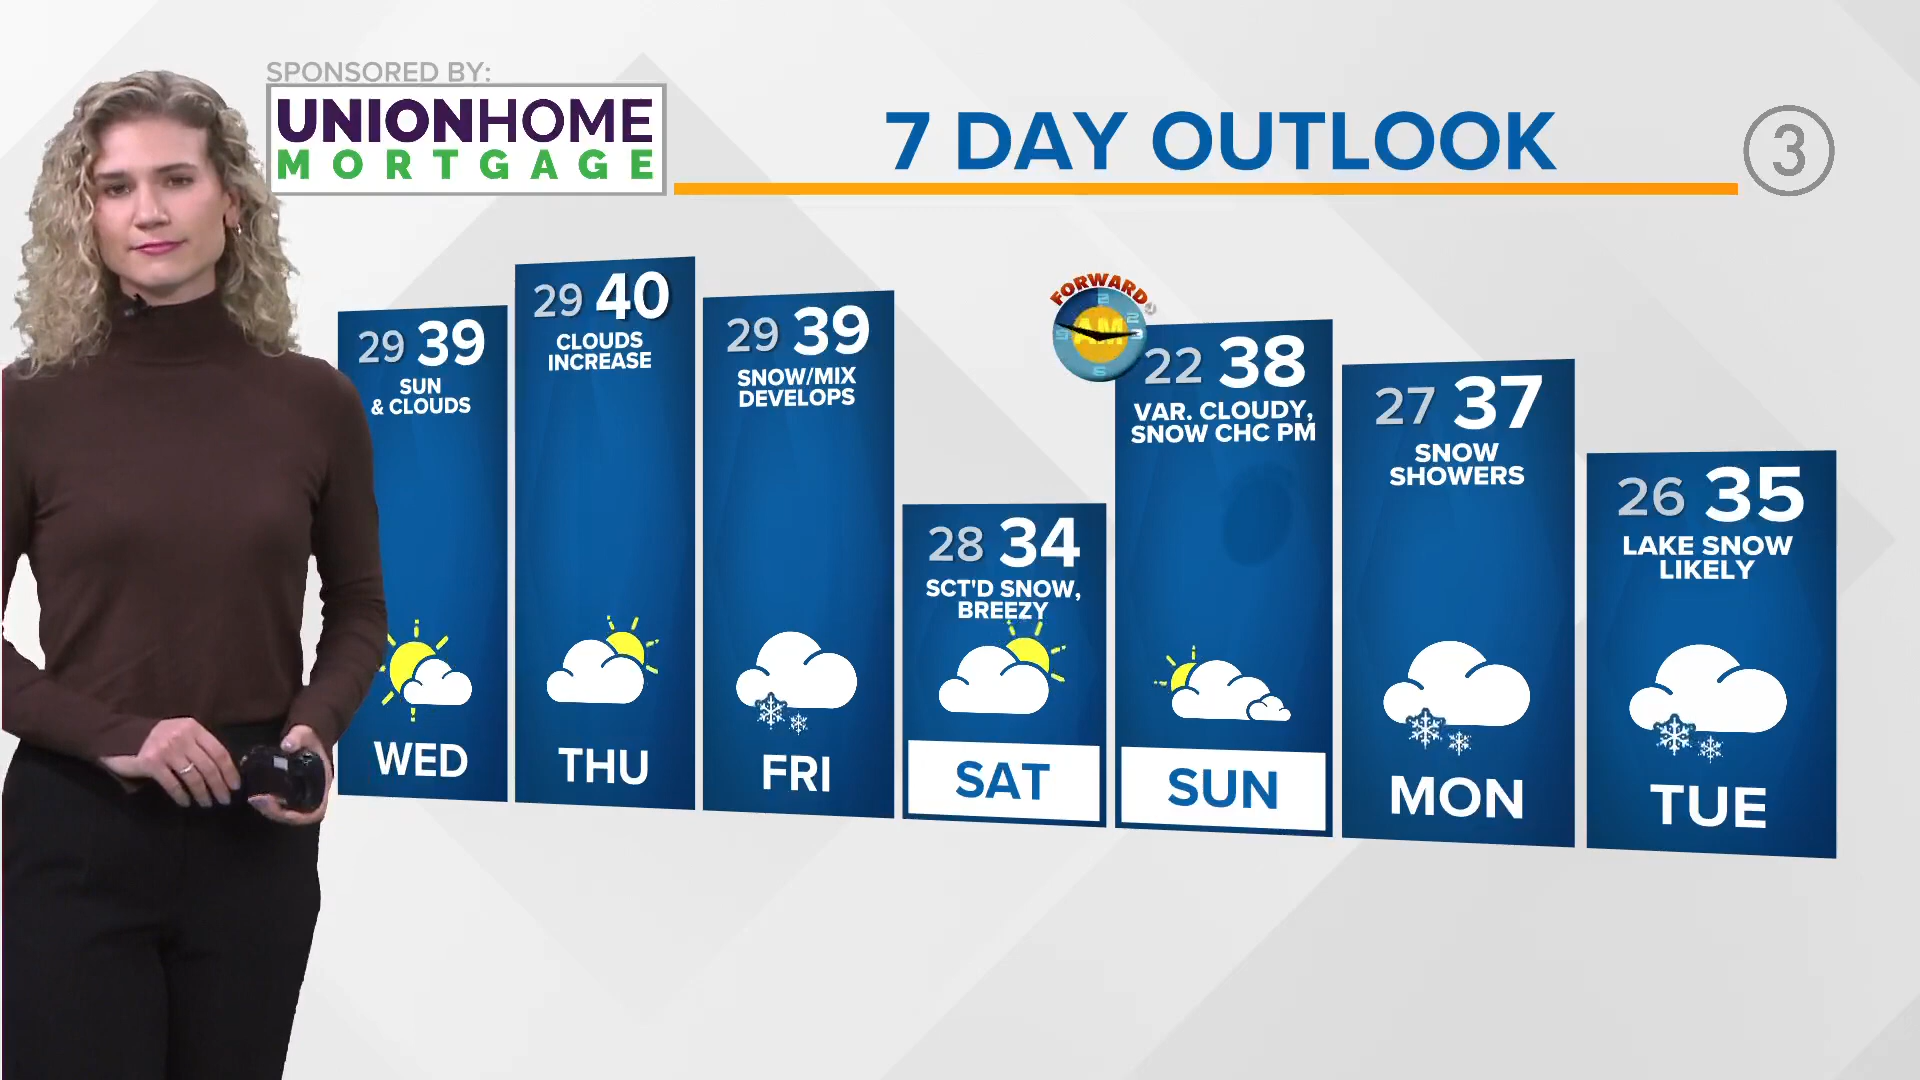 SPONSORED BY:
UNIONHOME
MORTGAGE
7 DAY OUTLOOK
3
29 39
SUN
& CLOUDS
WED
29 40
CLOUDS
INCREASE
THU
29 39
SNOW/MIX
DEVELOPS
FRI
28 34
SCT'D SNOW,
BREEZY
SAT
FORWARD
AM
22 38
VAR. CLOUDY,
SNOW CHC PM
SUN
27 37
SNOW
SHOWERS
MON
26 35
LAKE SNOW
LIKELY
TUE